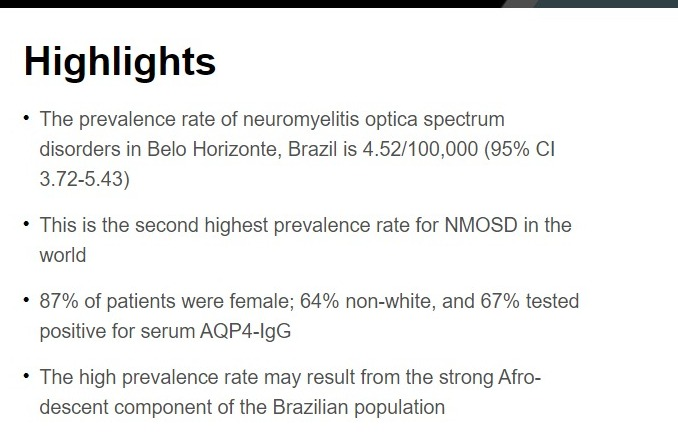 Highlights
• The prevalence rate of neuromyelitis optica spectrum
disorders in Belo Horizonte, Brazil is 4.52/100,000 (95% CI
3.72-5.43)
• This is the second highest prevalence rate for NMOSD in the
world
• 87% of patients were female; 64% non-white, and 67% tested
positive for serum AQP4-IgG
• The high prevalence rate may result from the strong Afro-
descent component of the Brazilian population